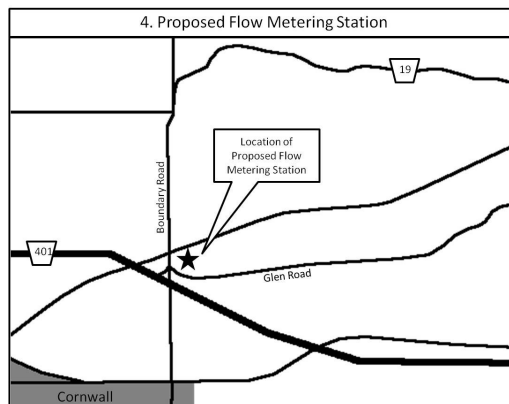 4. Proposed Flow Metering Station
19
Location of
Proposed Flow
Metering Station
Boundary Road
401
Glen Road
Cornwall